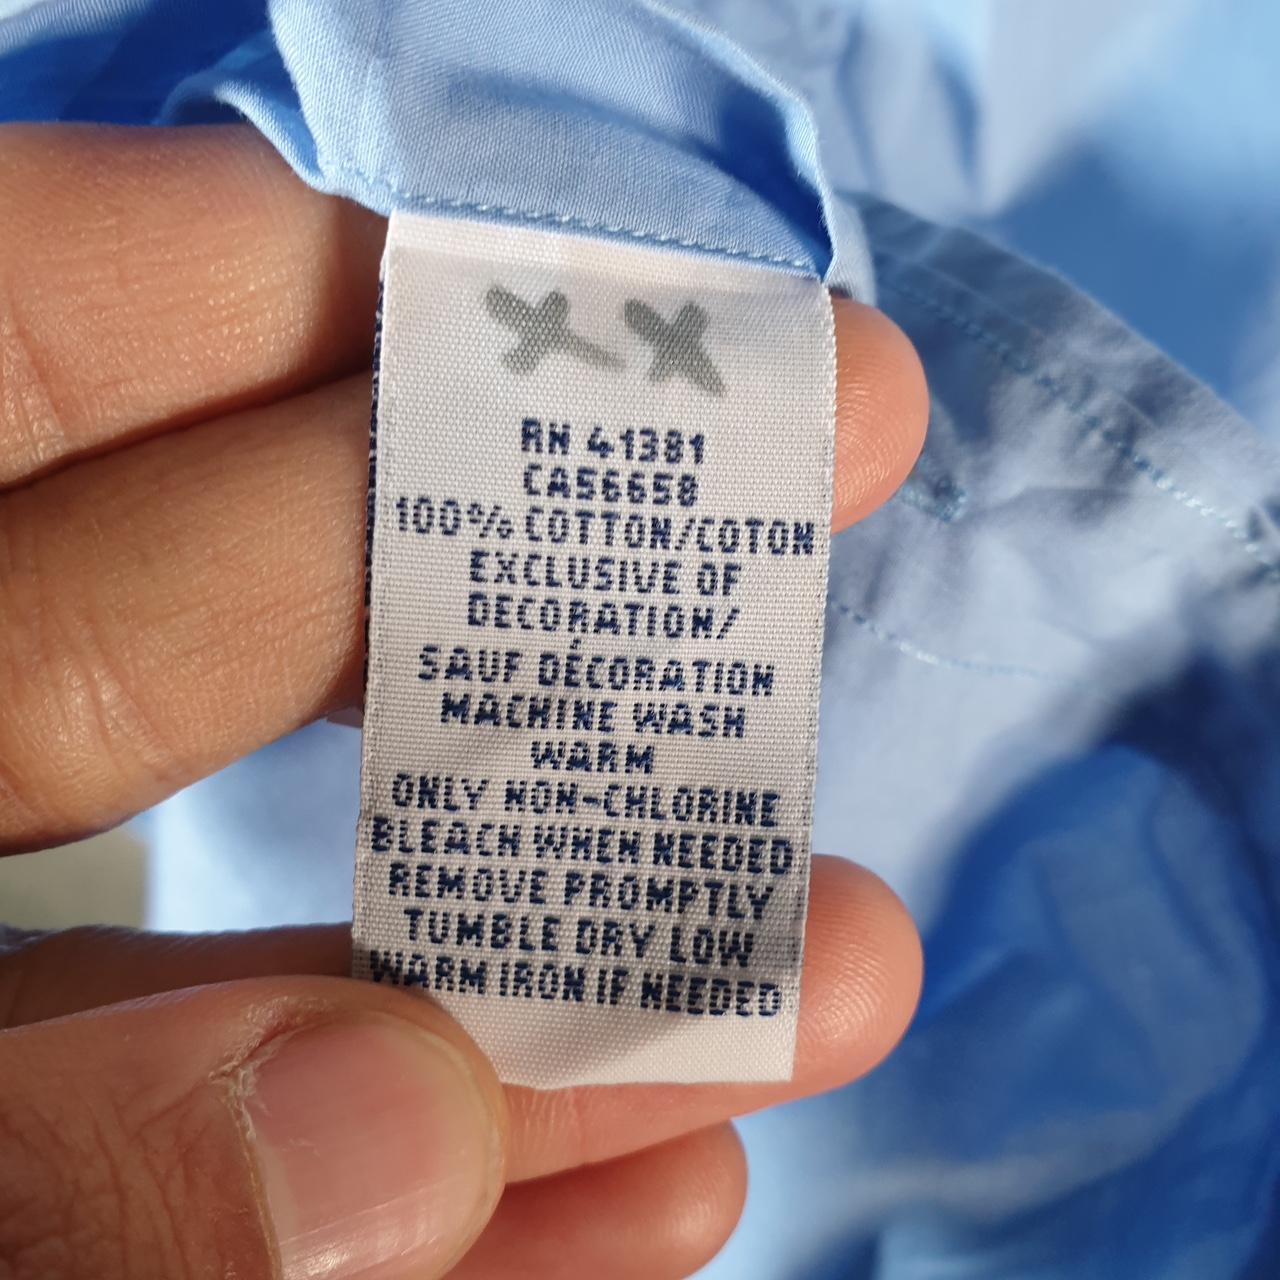 XX
RN 41381
CA56658
100% COTTON/COTON
EXCLUSIVE OF
DECORATION/
SAUF DÉCORATION
MACHINE WASH
WARM
ONLY NON-CHLORINE
BLEACH WHEN NEEDED
REMOVE PROMPTLY
TUMBLE DRY LOW
WARM IRON IF NEEDED